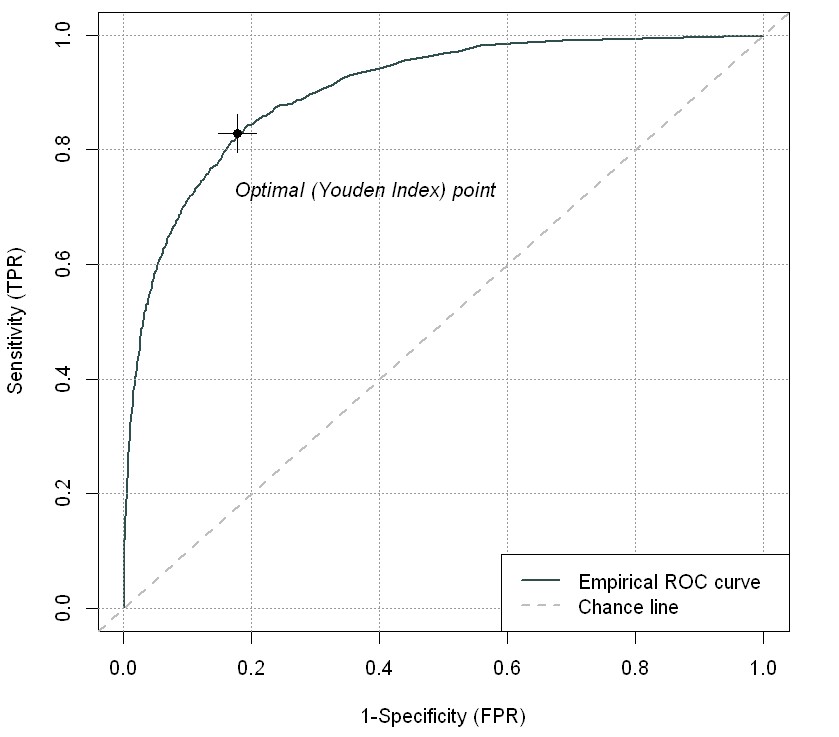 Sensitivity (TPR)
1.0
0.8
0.6
0.4
0.2
0.0
Optimal (Youden Index) point
Empirical ROC curve
Chance line
0.0 0.2 0.4 0.6 0.8 1.0
1-Specificity (FPR)